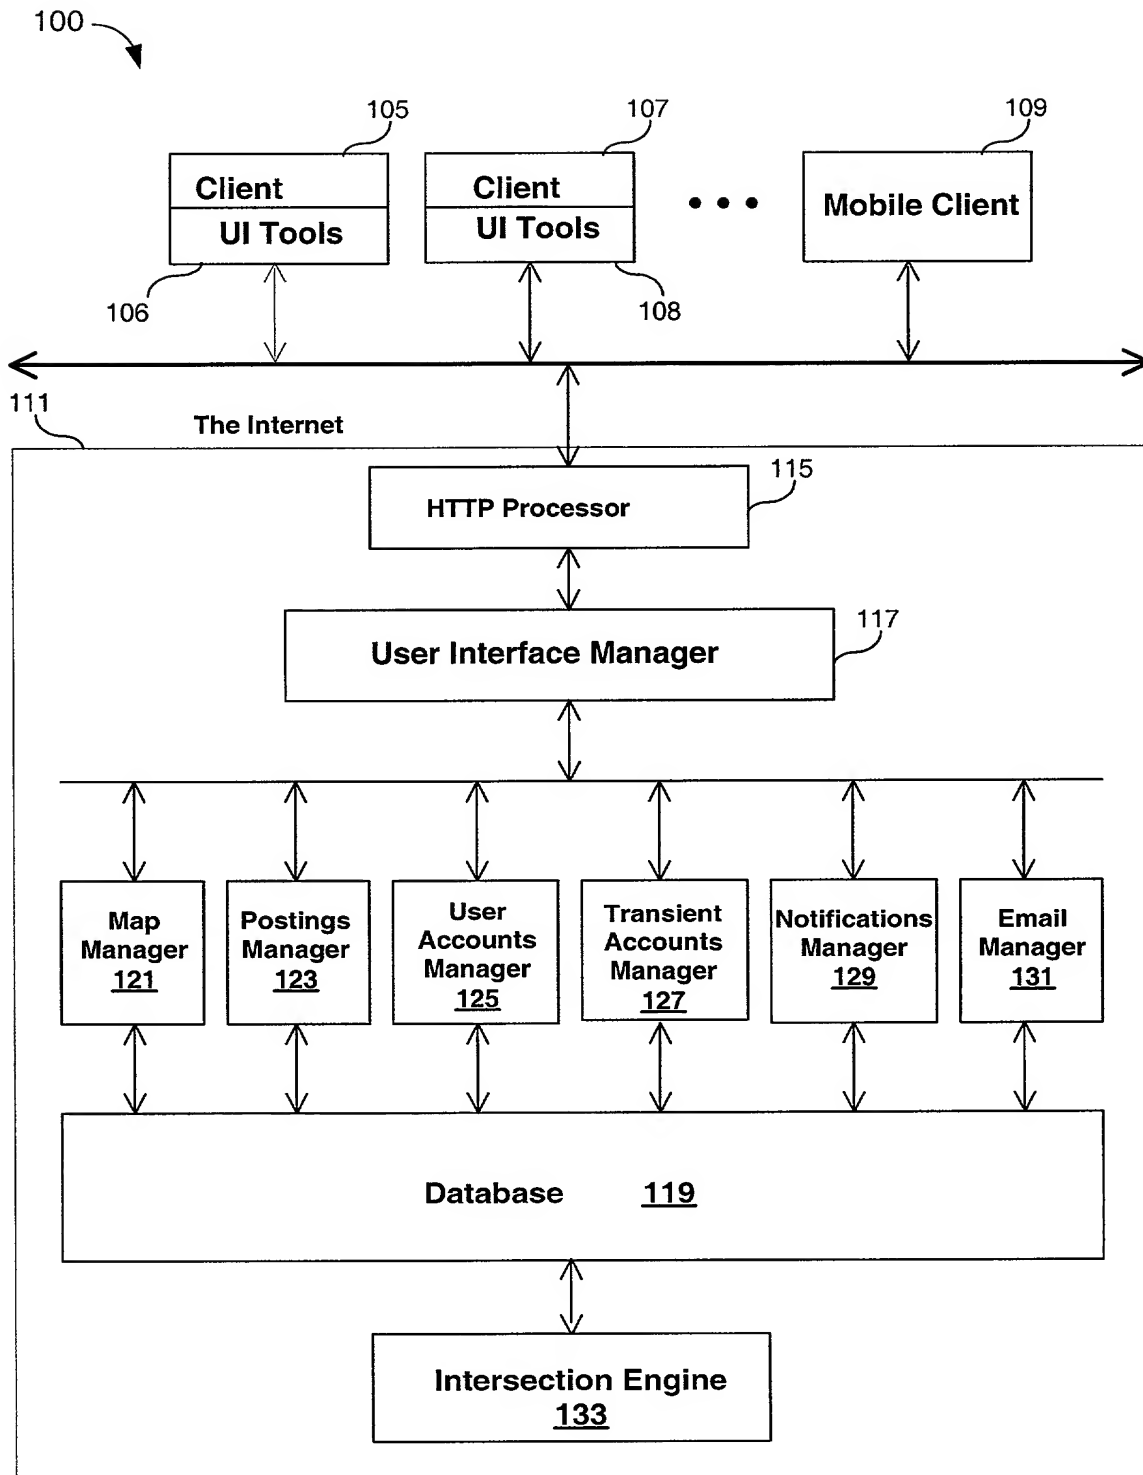 100
105
107
109
Client
UI Tools
Client
UI Tools
Mobile Client
106
108
111
The Internet
HTTP Processor
115
User Interface Manager
117
Map
Manager
121
Postings
Manager
123
User
Accounts
Manager
125
Transient
Accounts
Manager
127
Notifications
Manager
129
Email
Manager
131
Database 119
Intersection Engine
133